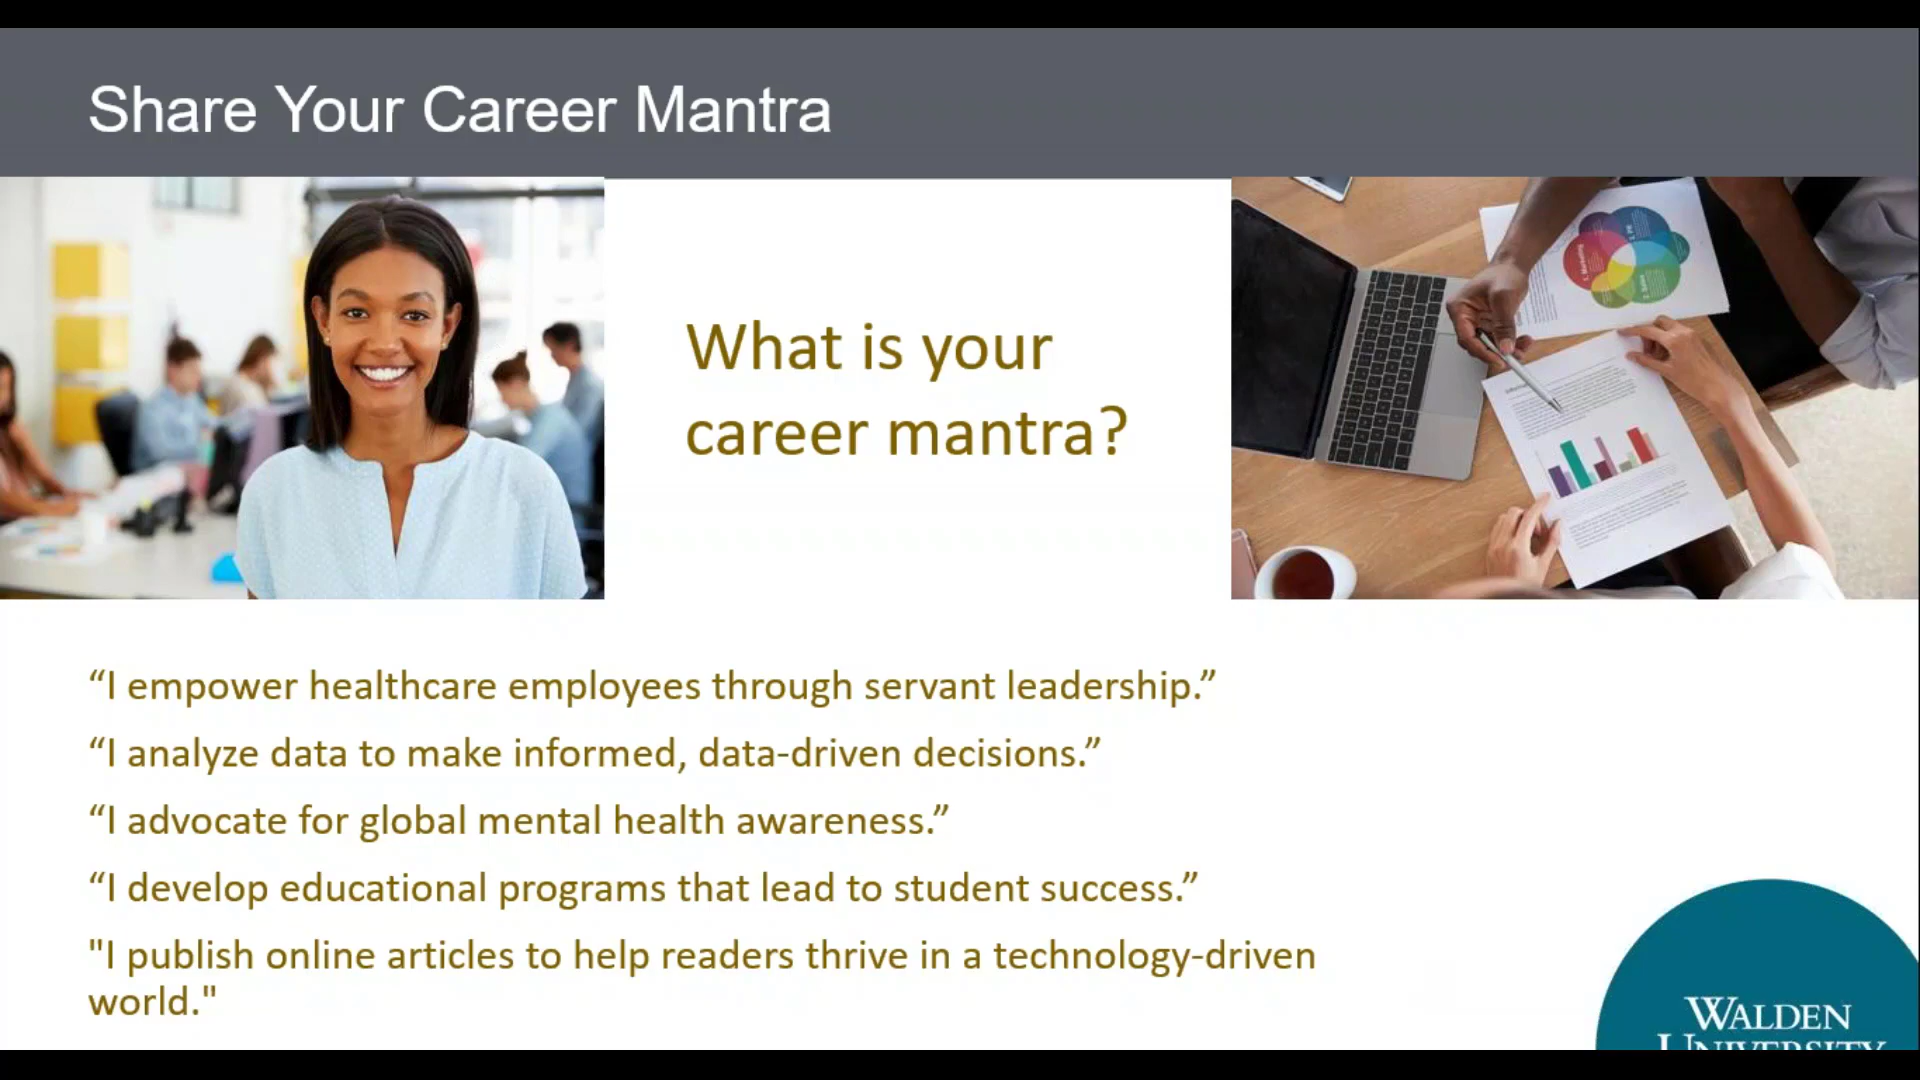 Share Your Career Mantra
What is your
career mantra?
“I empower healthcare employees through servant leadership.”
“I analyze data to make informed, data-driven decisions.”
“I advocate for global mental health awareness.”
“I develop educational programs that lead to student success.”
"I publish online articles to help readers thrive in a technology-driven
world."
WALDEN
UNIVERSITY